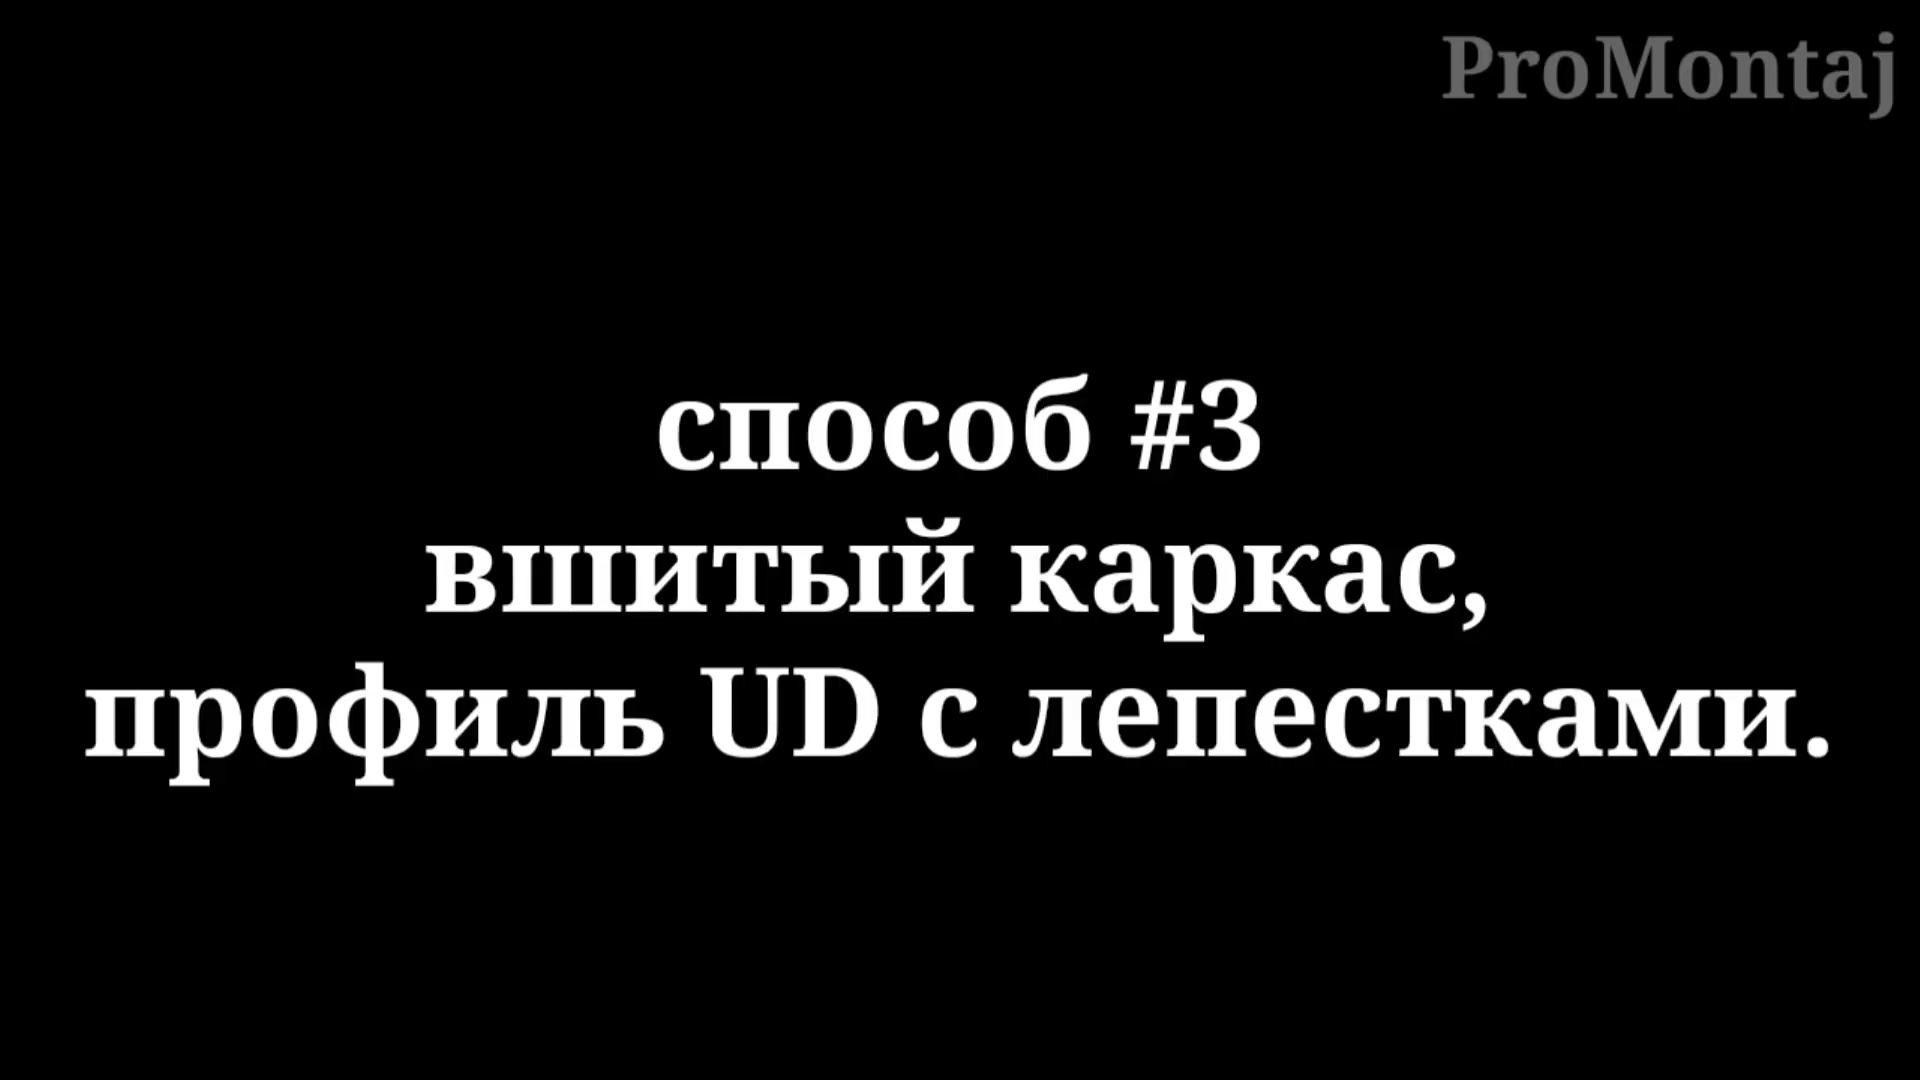 ProMontaj
способ #3
вшитый каркас,
профиль UD с лепестками.